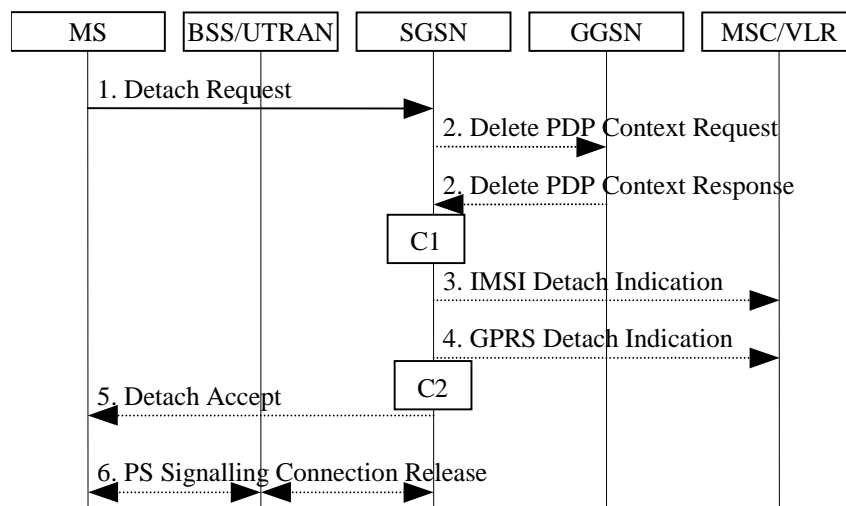 MS
BSS/UTRAN
SGSN
GGSN
MSC/VLR
1. Detach Request
2. Delete PDP Context Request
2. Delete PDP Context Response
C1
3. IMSI Detach Indication
4. GPRS Detach Indication
C2
5. Detach Accept
6. PS Signalling Connection Release